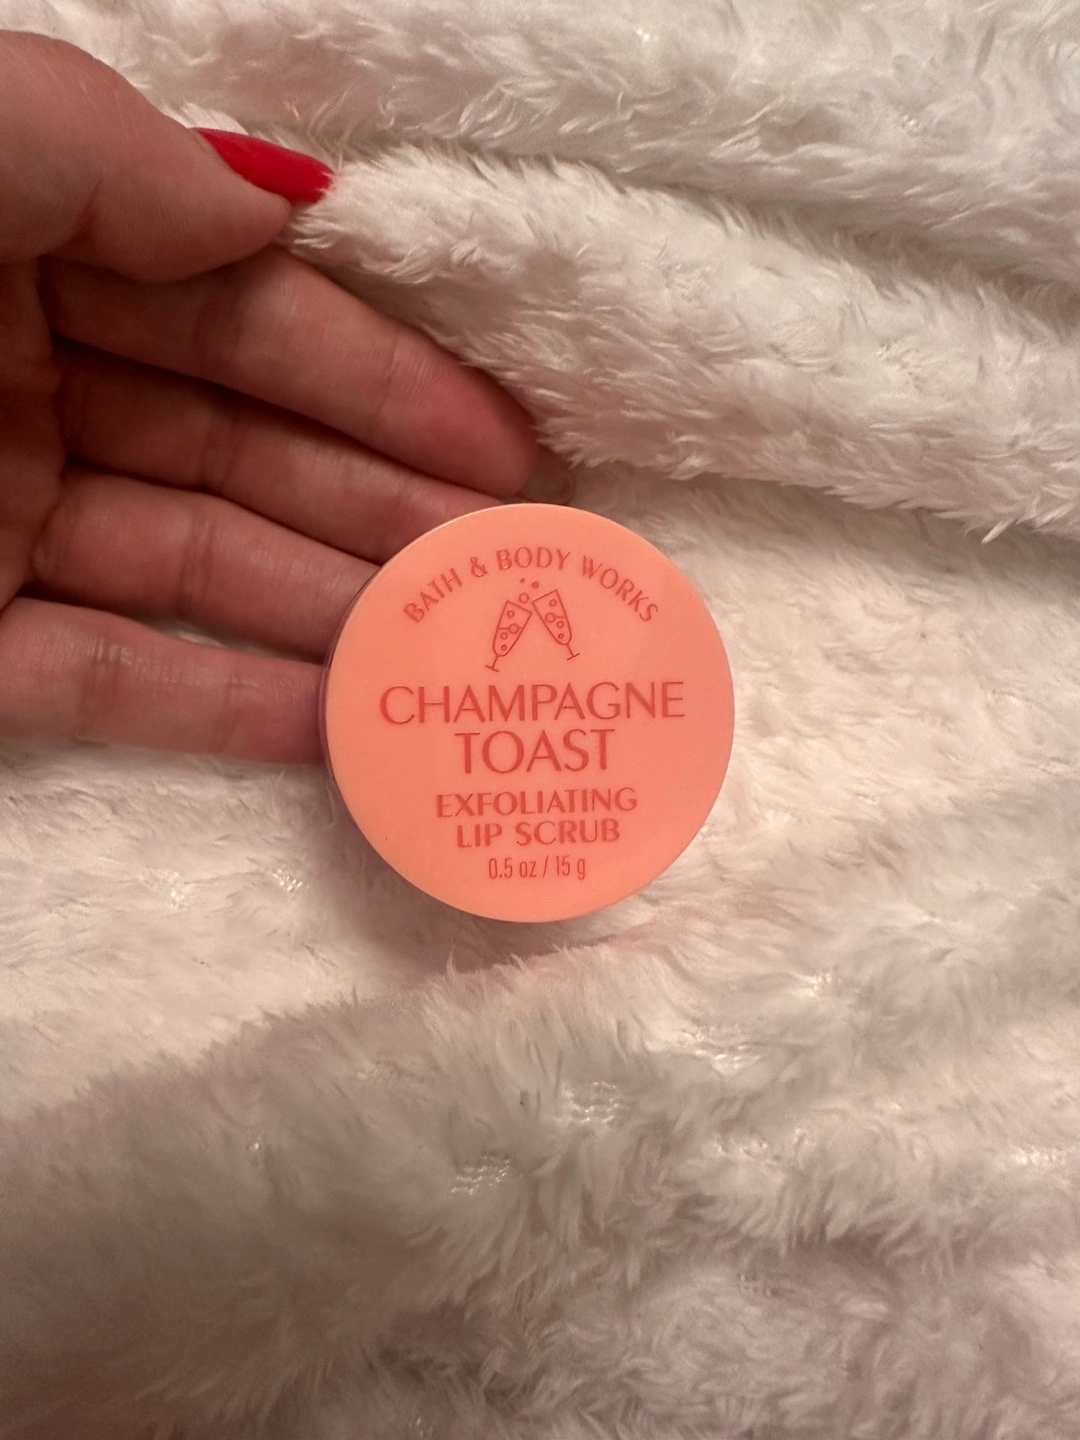 BATH & BODY WORKS
CHAMPAGNE
TOAST
EXFOLIATING
LIP SCRUB
0.5 oz / 15 g